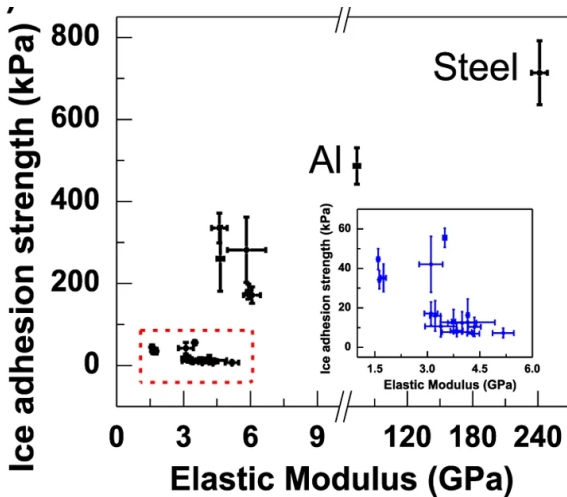 )
Ice adhesion strength (kPa)
800
600
400
200
0
Steel
Al
Ice adhesion strength (kPa)
60
40
20
0
1.5 3.0 4.5 6.0
Elastic Modulus (GPa)
0 3 6 9 120 180 240
Elastic Modulus (GPa)